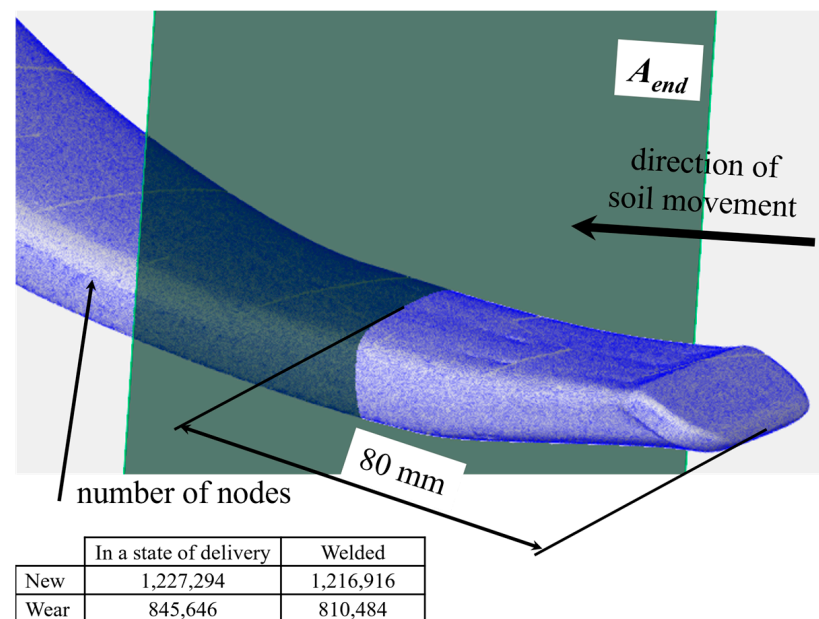 A end
direction of
soil movement
80 mm
number of nodes
In a state of delivery Welded
New 1,227,294 1,216,916
Wear 845,646 810,484